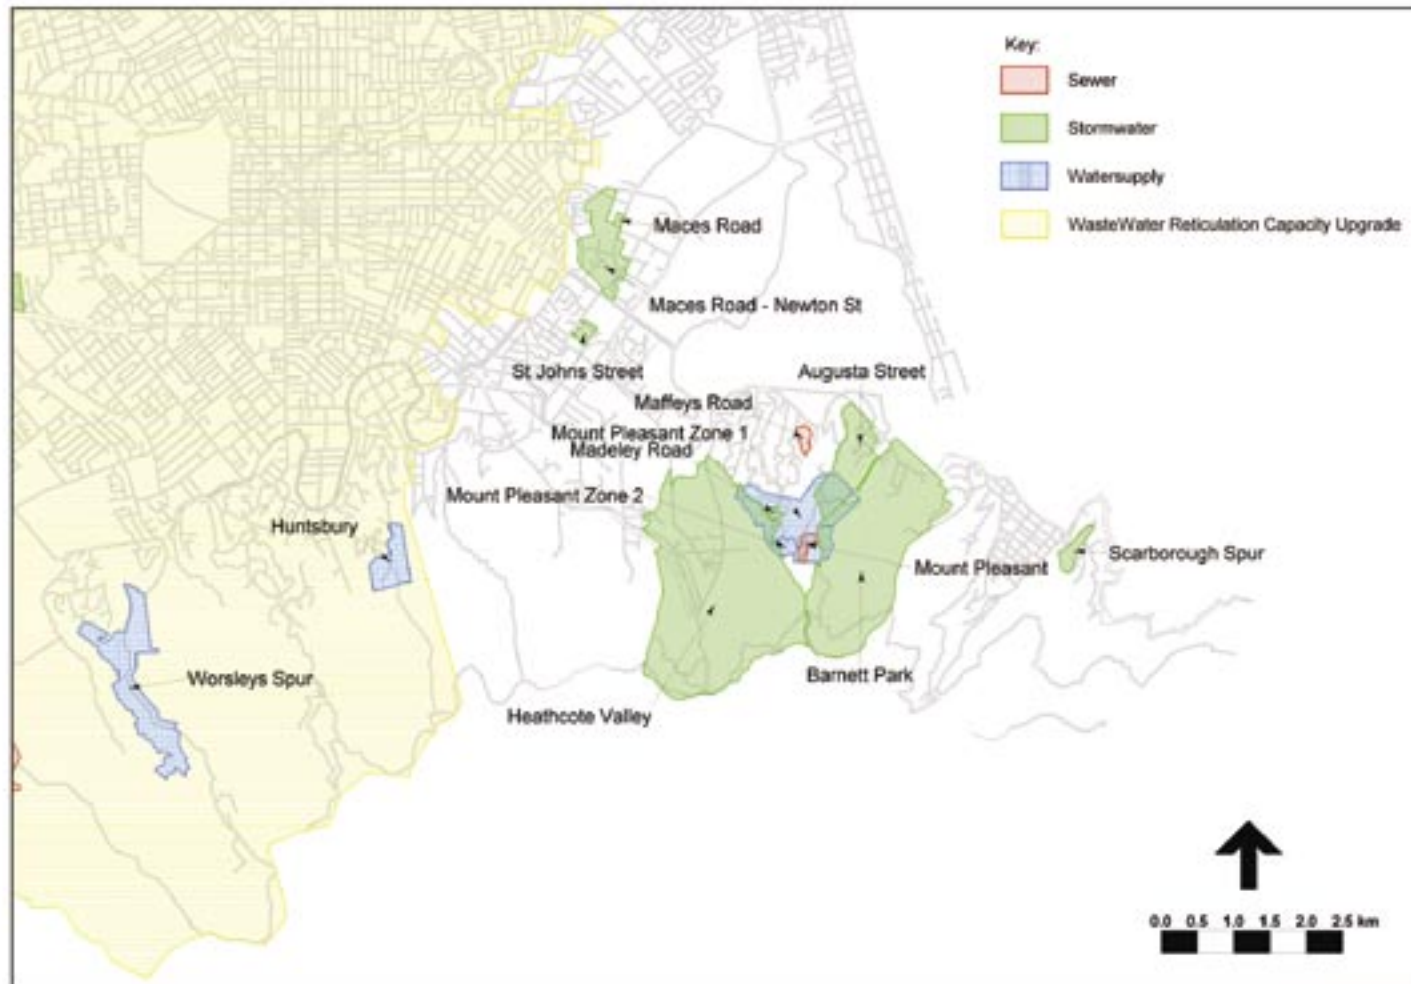 Key:
Sewer
Stormwater
Watersupply
WasteWater Reticulation Capacity Upgrade
Maces Road
Maces Road - Newton St
St Johns Street
Augusta Street
Maffeys Road
Mount Pleasant Zone 1
Madeley Road
Mount Pleasant Zone 2
Huntsbury
Mount Pleasant
Scarborough Spur
Worsleys Spur
Barnett Park
Heathcote Valley
0.0 0.5 1.0 1.5 2.0 2.5 km